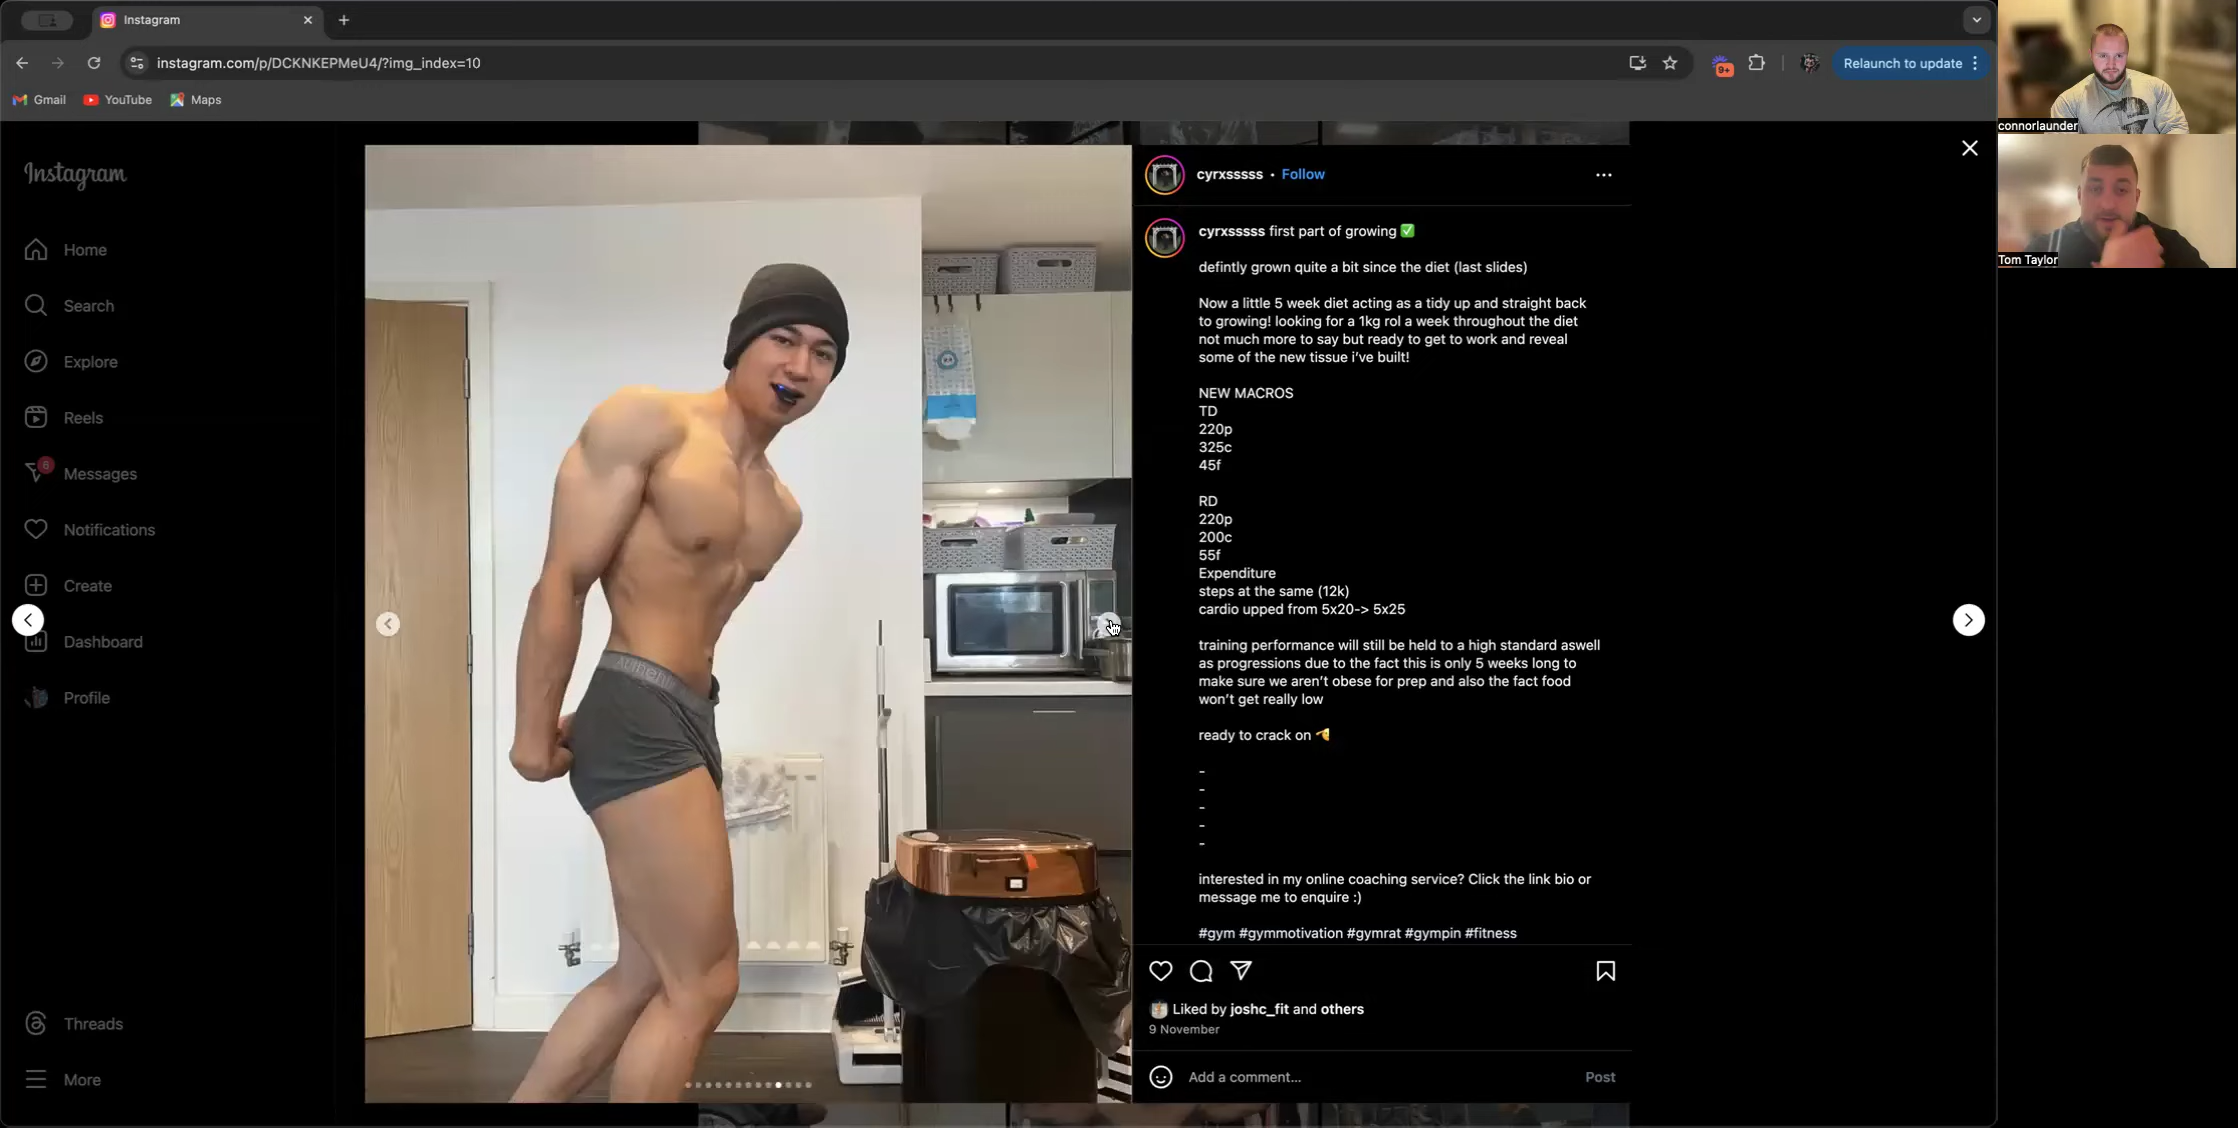 Instagram
instagram.com/p/DCKNKEPMeU4/?img_index=10
9+
Relaunch to update
Gmail
YouTube
Maps
connorlaunder
Tom Taylor
Instagram
Home
Search
Explore
Reels
6
Messages
Notifications
Create
Dashboard
Profile
Threads
More
cyrxsssss • Follow
cyrxsssss first part of growing ✅
defintly grown quite a bit since the diet (last slides)
Now a little 5 week diet acting as a tidy up and straight back
to growing! looking for a 1kg rol a week throughout the diet
not much more to say but ready to get to work and reveal
some of the new tissue i've built!
NEW MACROS
TD
220p
325c
45f
RD
220p
200c
55f
Expenditure
steps at the same (12k)
cardio upped from 5x20-> 5x25
training performance will still be held to a high standard aswell
as progressions due to the fact this is only 5 weeks long to
make sure we aren't obese for prep and also the fact food
won't get really low
ready to crack on
-
-
-
-
-
interested in my online coaching service? Click the link bio or
message me to enquire :)
#gym #gymmotivation #gymrat #gympin #fitness
Liked by joshc_fit and others
9 November
Add a comment...
Post